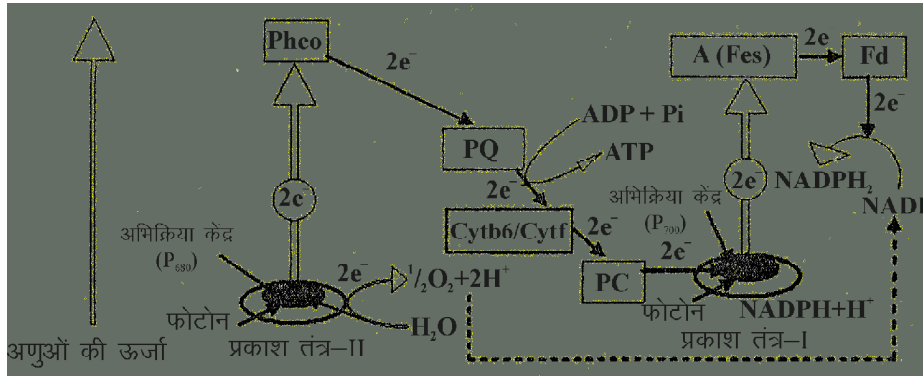 Pheo
2e⁻
A (Fes)
2e
Fd
2e⁻
ADP + Pi
ATP
PQ
2e⁻
2e⁻
2e⁻
NADPH₂
अभिक्रिया केंद्र
(P₆₈₀)
Cytb6/Cytf
2e⁻
अभिक्रिया केंद्र
(P₇₀₀)
2e⁻
PC
2e⁻
¹/₂O₂+2H⁺
फोटोन
H₂O
फोटोन
NADPH+H⁺
अणुओं की ऊर्जा
प्रकाश तंत्र–II
प्रकाश तंत्र–I